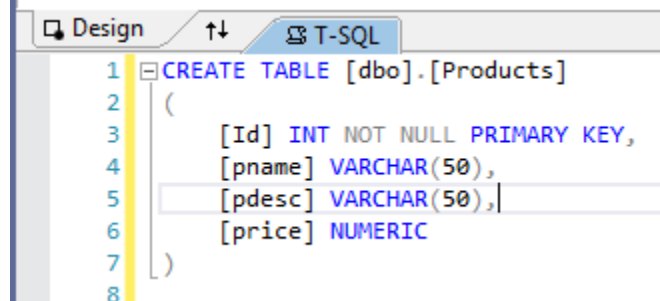 Design T-SQL
1 CREATE TABLE [dbo].[Products]
2 (
3 [Id] INT NOT NULL PRIMARY KEY,
4 [pname] VARCHAR(50),
5 [pdesc] VARCHAR(50),
6 [price] NUMERIC
7 )
8